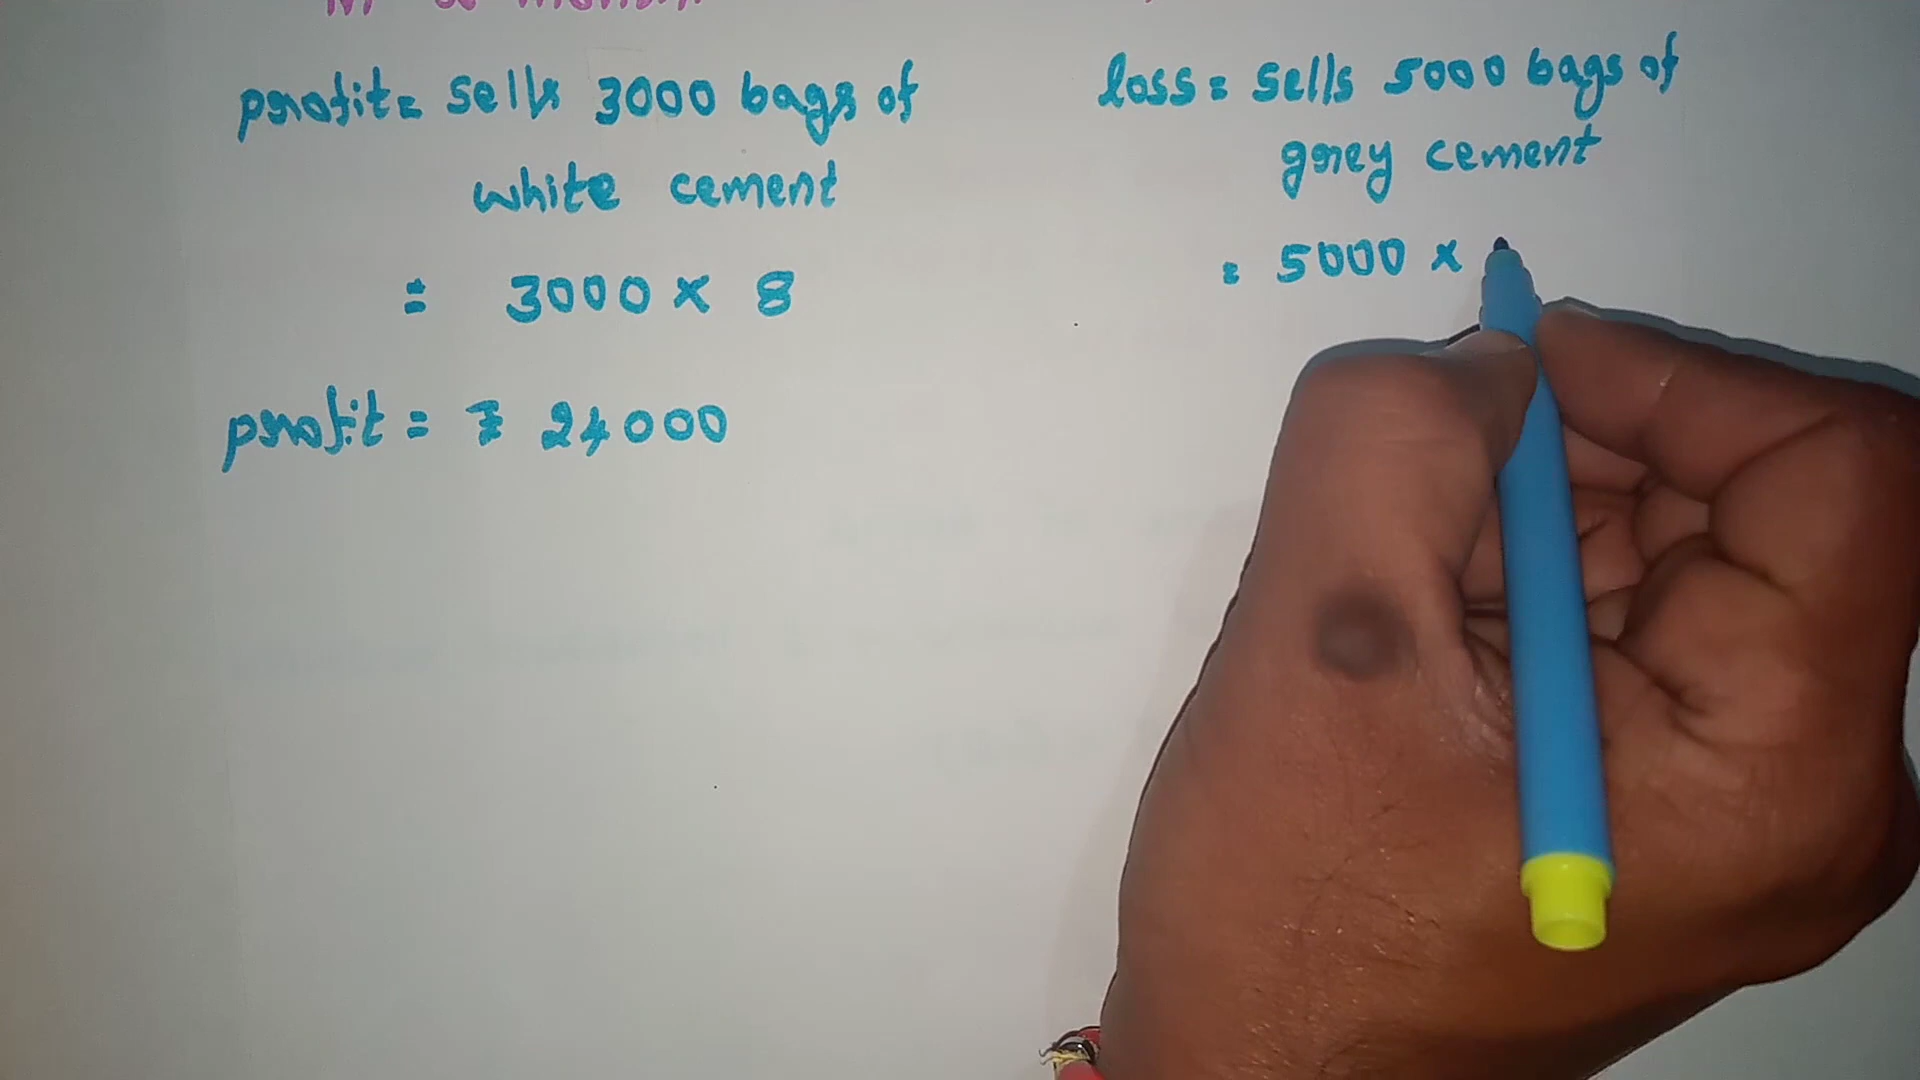 profit = sells 3000 bags of
white cement
= 3000 × 8
profit = ₹ 24000
loss = sells 5000 bags of
grey cement
= 5000 ×